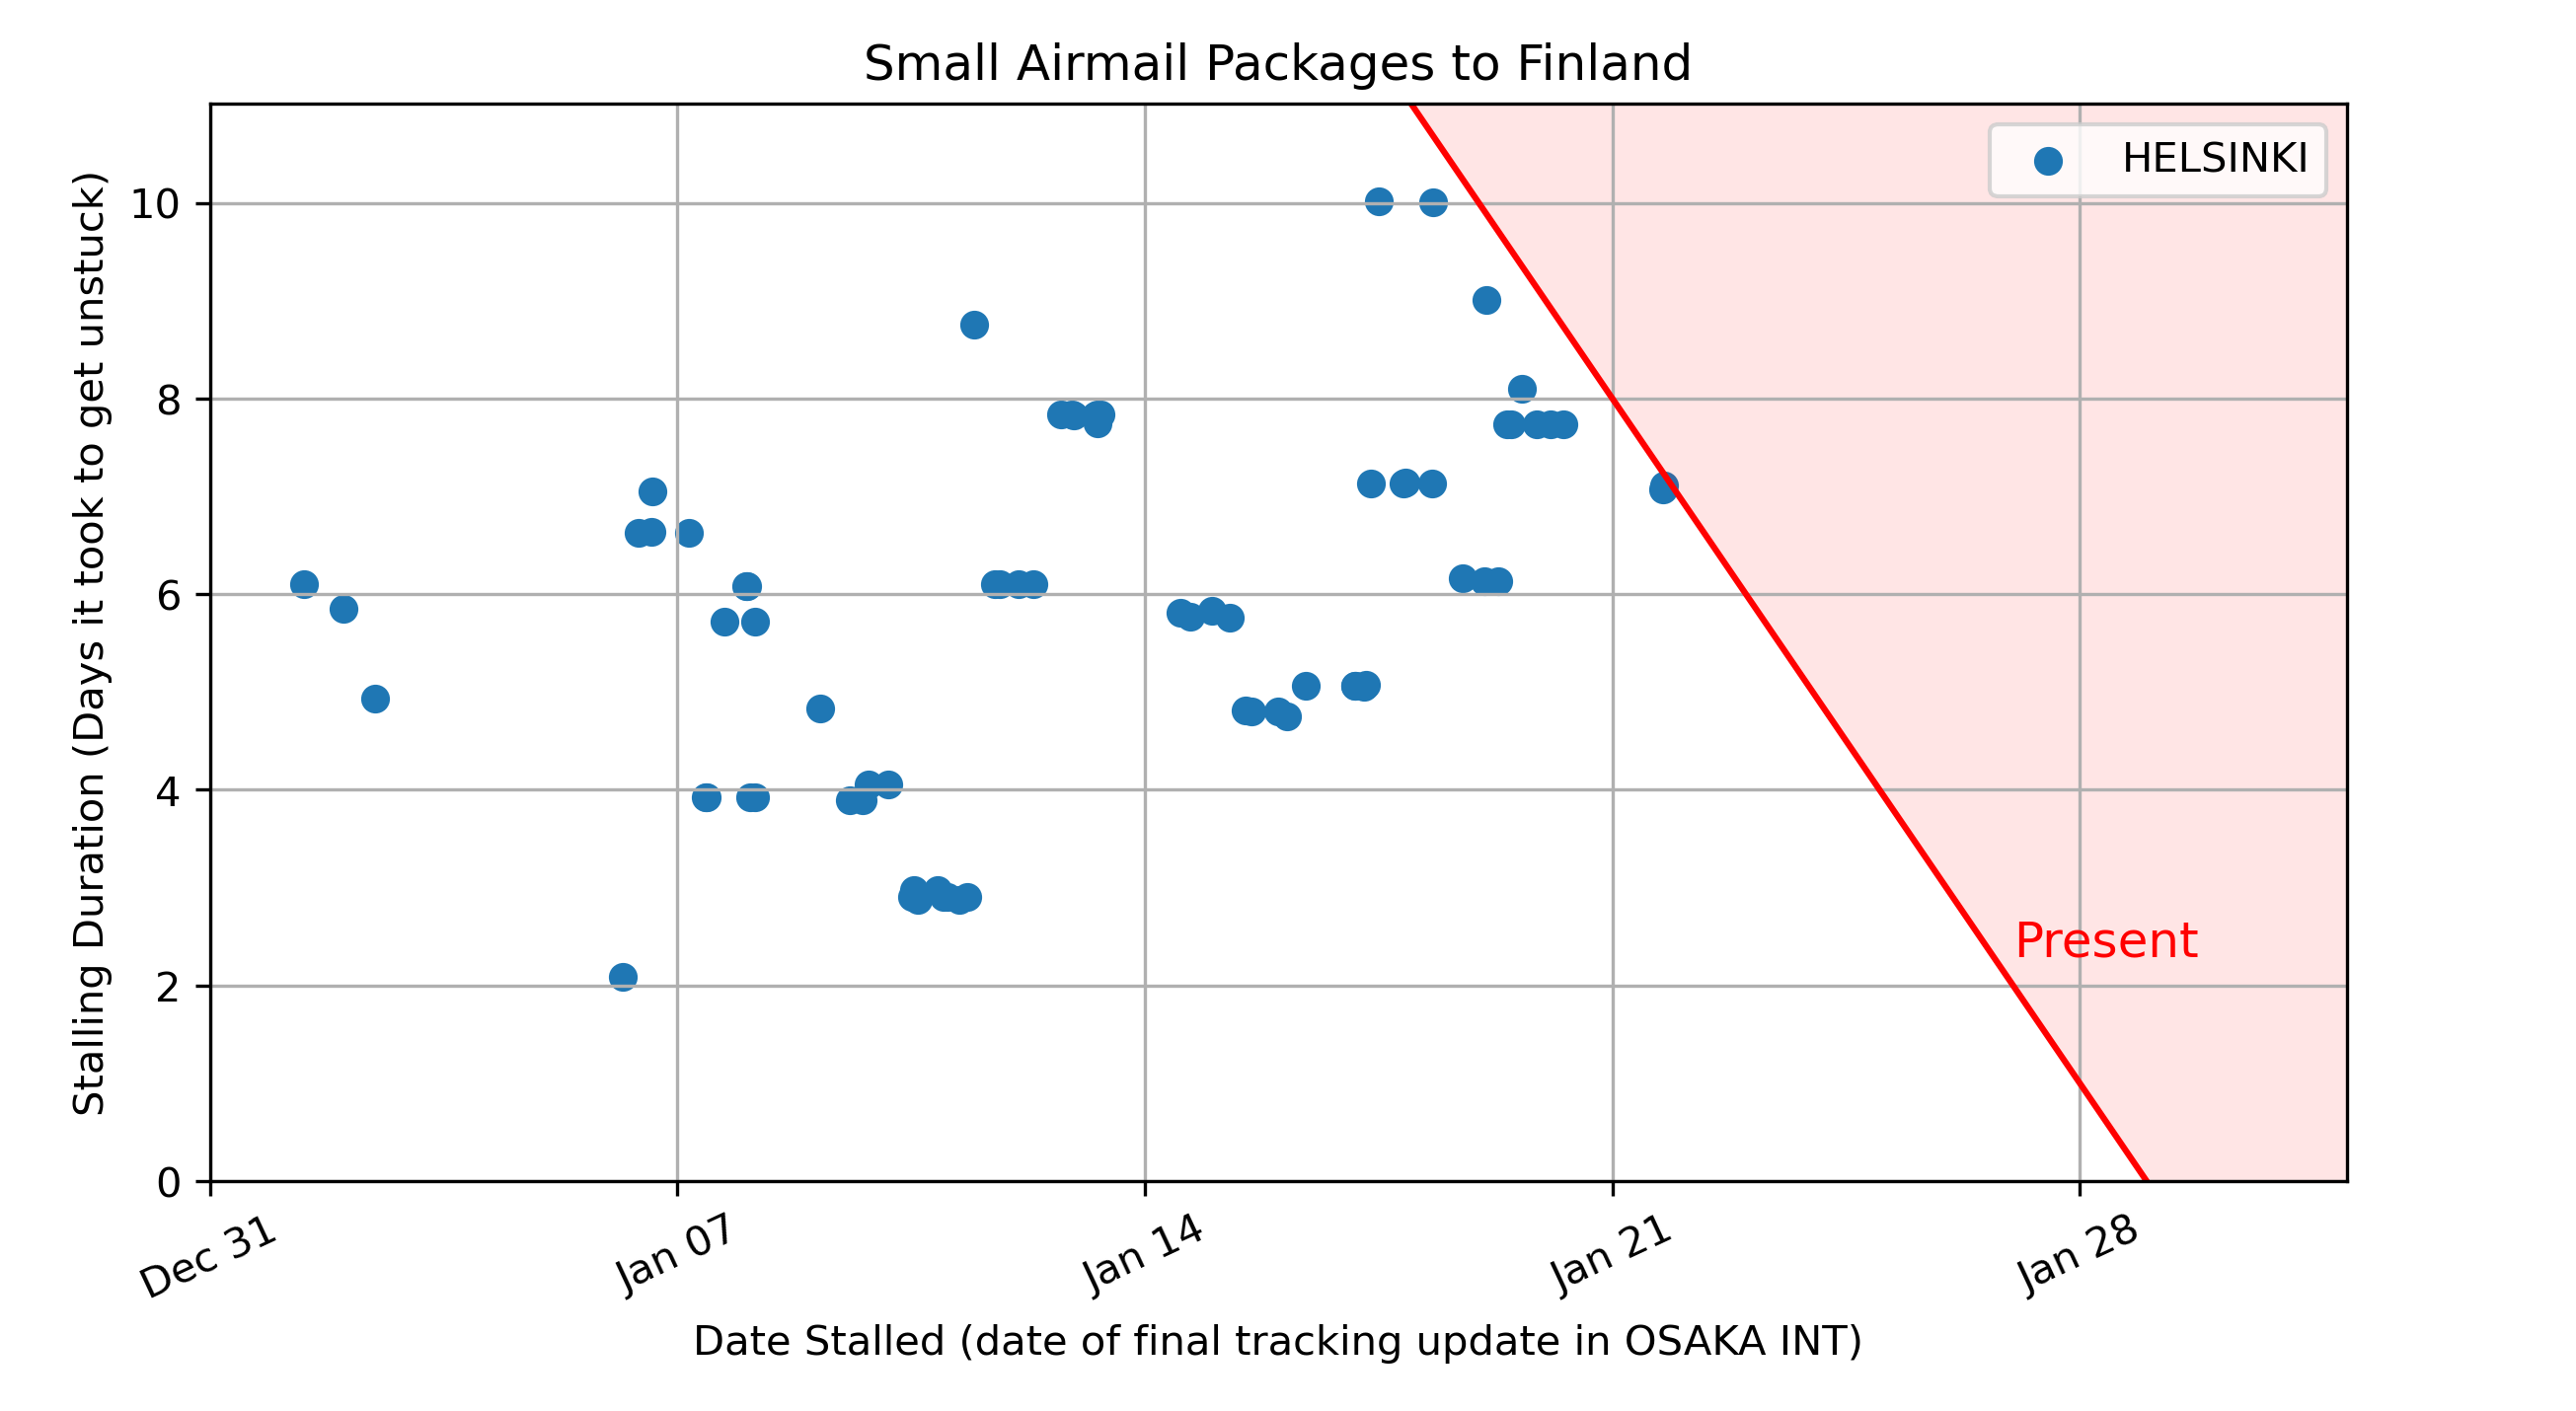 Small Airmail Packages to Finland
HELSINKI
Stalling Duration (Days it took to get unstuck)
10
8
6
4
2
0
Present
Dec 31
Jan 07
Jan 14
Jan 21
Jan 28
Date Stalled (date of final tracking update in OSAKA INT)